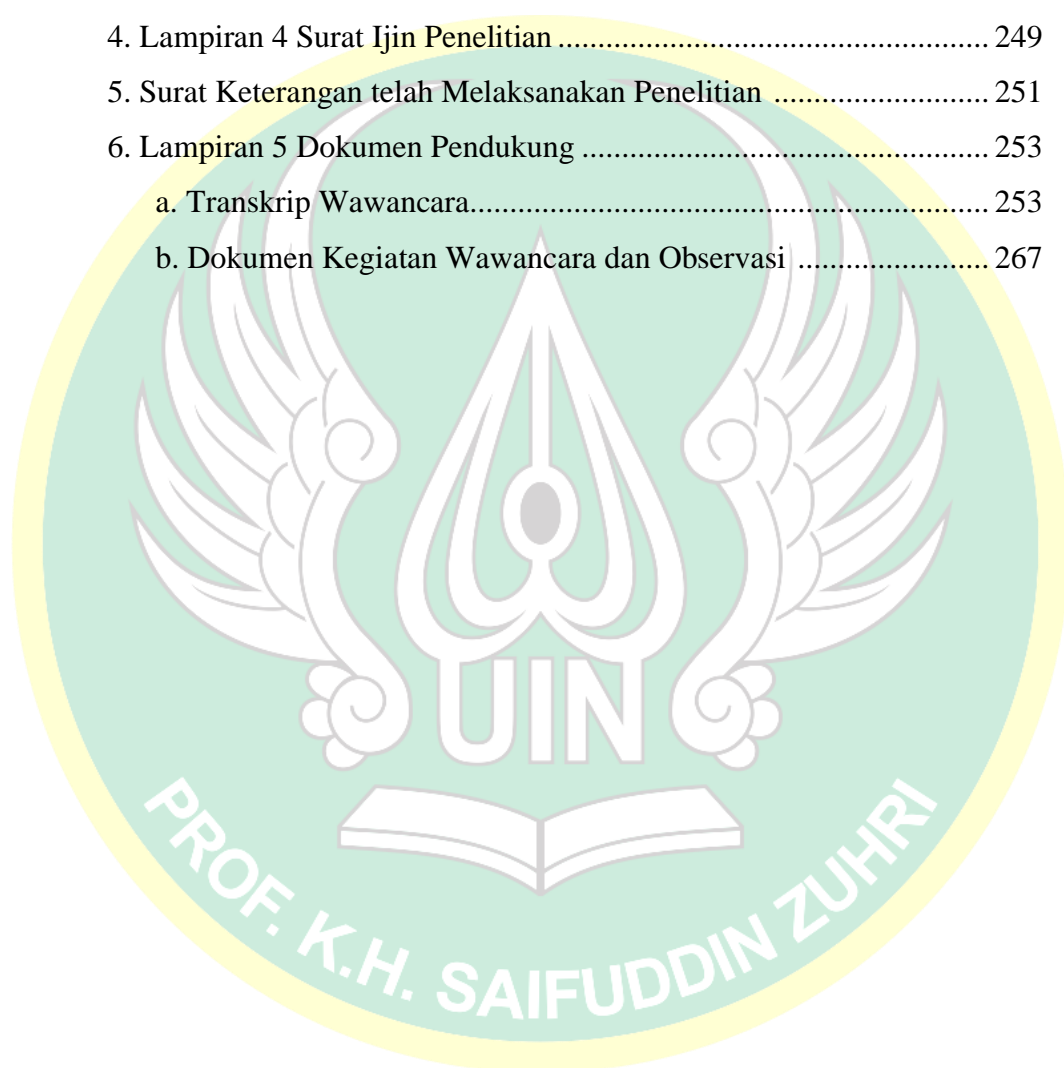 4. Lampiran 4 Surat Ijin Penelitian ...................................................... 249
5. Surat Keterangan telah Melaksanakan Penelitian ........................... 251
6. Lampiran 5 Dokumen Pendukung ................................................... 253
a. Transkrip Wawancara................................................................. 253
b. Dokumen Kegiatan Wawancara dan Observasi ........................ 267
UIN
PROF. K.H. SAIFUDDIN ZUHRI